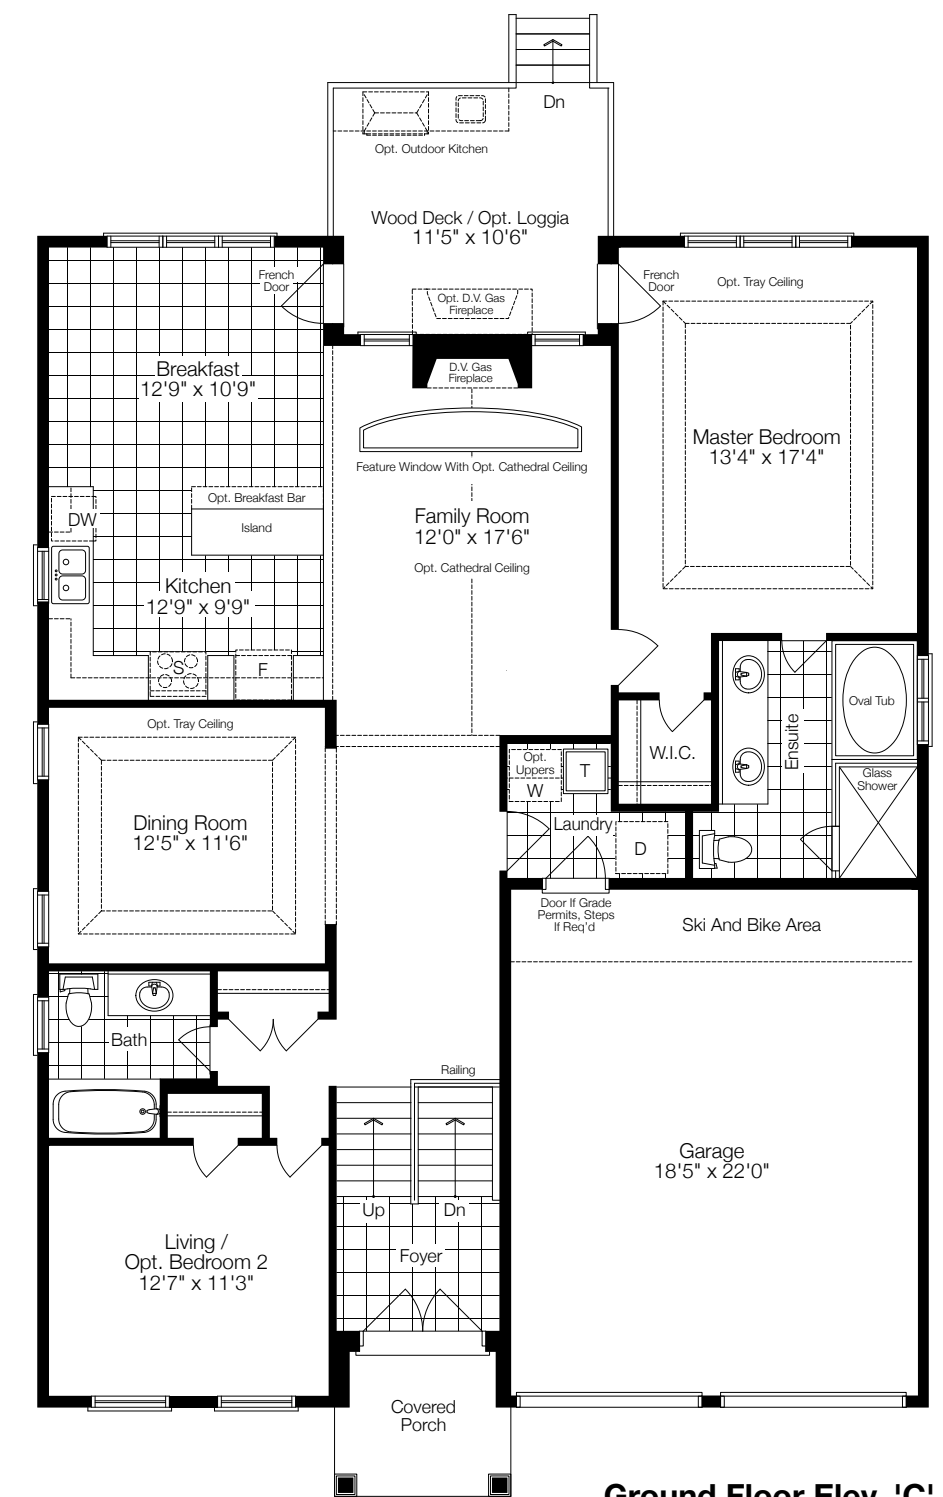 Dn
Opt. Outdoor Kitchen
Wood Deck / Opt. Loggia
11'5" x 10'6"
French
Door
Opt. D.V. Gas
Fireplace
French
Door
Opt. Tray Ceiling
Breakfast
12'9" x 10'9"
D.V. Gas
Fireplace
Master Bedroom
13'4" x 17'4"
Feature Window With Opt. Cathedral Ceiling
Opt. Breakfast Bar
DW
Island
Family Room
12'0" x 17'6"
Opt. Cathedral Ceiling
Kitchen
12'9" x 9'9"
S
F
Opt. Tray Ceiling
Oval Tub
Ensuite
W.I.C.
Opt.
Uppers
W
T
Glass
Shower
Dining Room
12'5" x 11'6"
Laundry
D
Door If Grade
Permits, Steps
If Req'd
Ski And Bike Area
Bath
Railing
Garage
18'5" x 22'0"
Up
Dn
Living /
Opt. Bedroom 2
12'7" x 11'3"
Foyer
Covered
Porch
Ground Floor Elev. 'C'